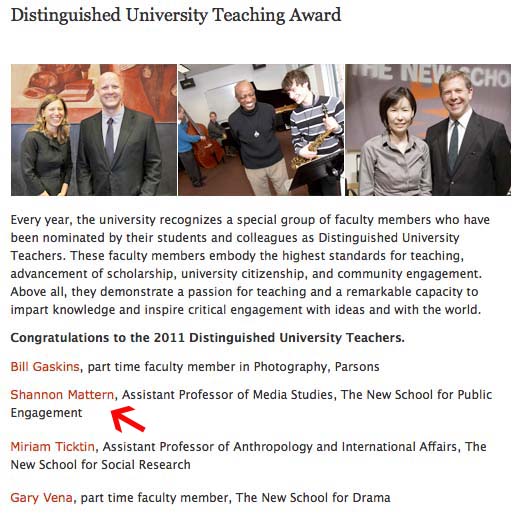 Distinguished University Teaching Award
THE NEW SCHOO
Every year, the university recognizes a special group of faculty members who have
been nominated by their students and colleagues as Distinguished University
Teachers. These faculty members embody the highest standards for teaching,
advancement of scholarship, university citizenship, and community engagement.
Above all, they demonstrate a passion for teaching and a remarkable capacity to
impart knowledge and inspire critical engagement with ideas and with the world.
Congratulations to the 2011 Distinguished University Teachers.
Bill Gaskins, part time faculty member in Photography, Parsons
Shannon Mattern, Assistant Professor of Media Studies, The New School for Public
Engagement
Miriam Ticktin, Assistant Professor of Anthropology and International Affairs, The
New School for Social Research
Gary Vena, part time faculty member, The New School for Drama